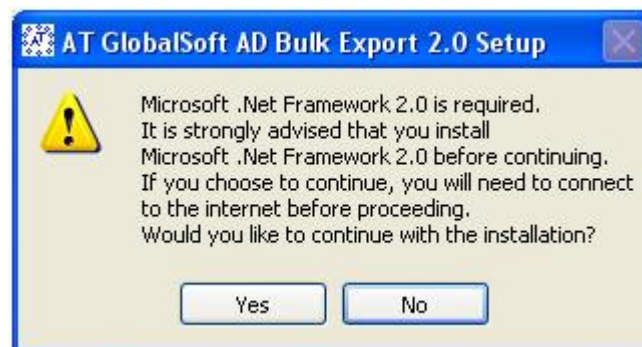 AT GlobalSoft AD Bulk Export 2.0 Setup
Microsoft .Net Framework 2.0 is required.
It is strongly advised that you install
Microsoft .Net Framework 2.0 before continuing.
If you choose to continue, you will need to connect
to the internet before proceeding.
Would you like to continue with the installation?
Yes
No